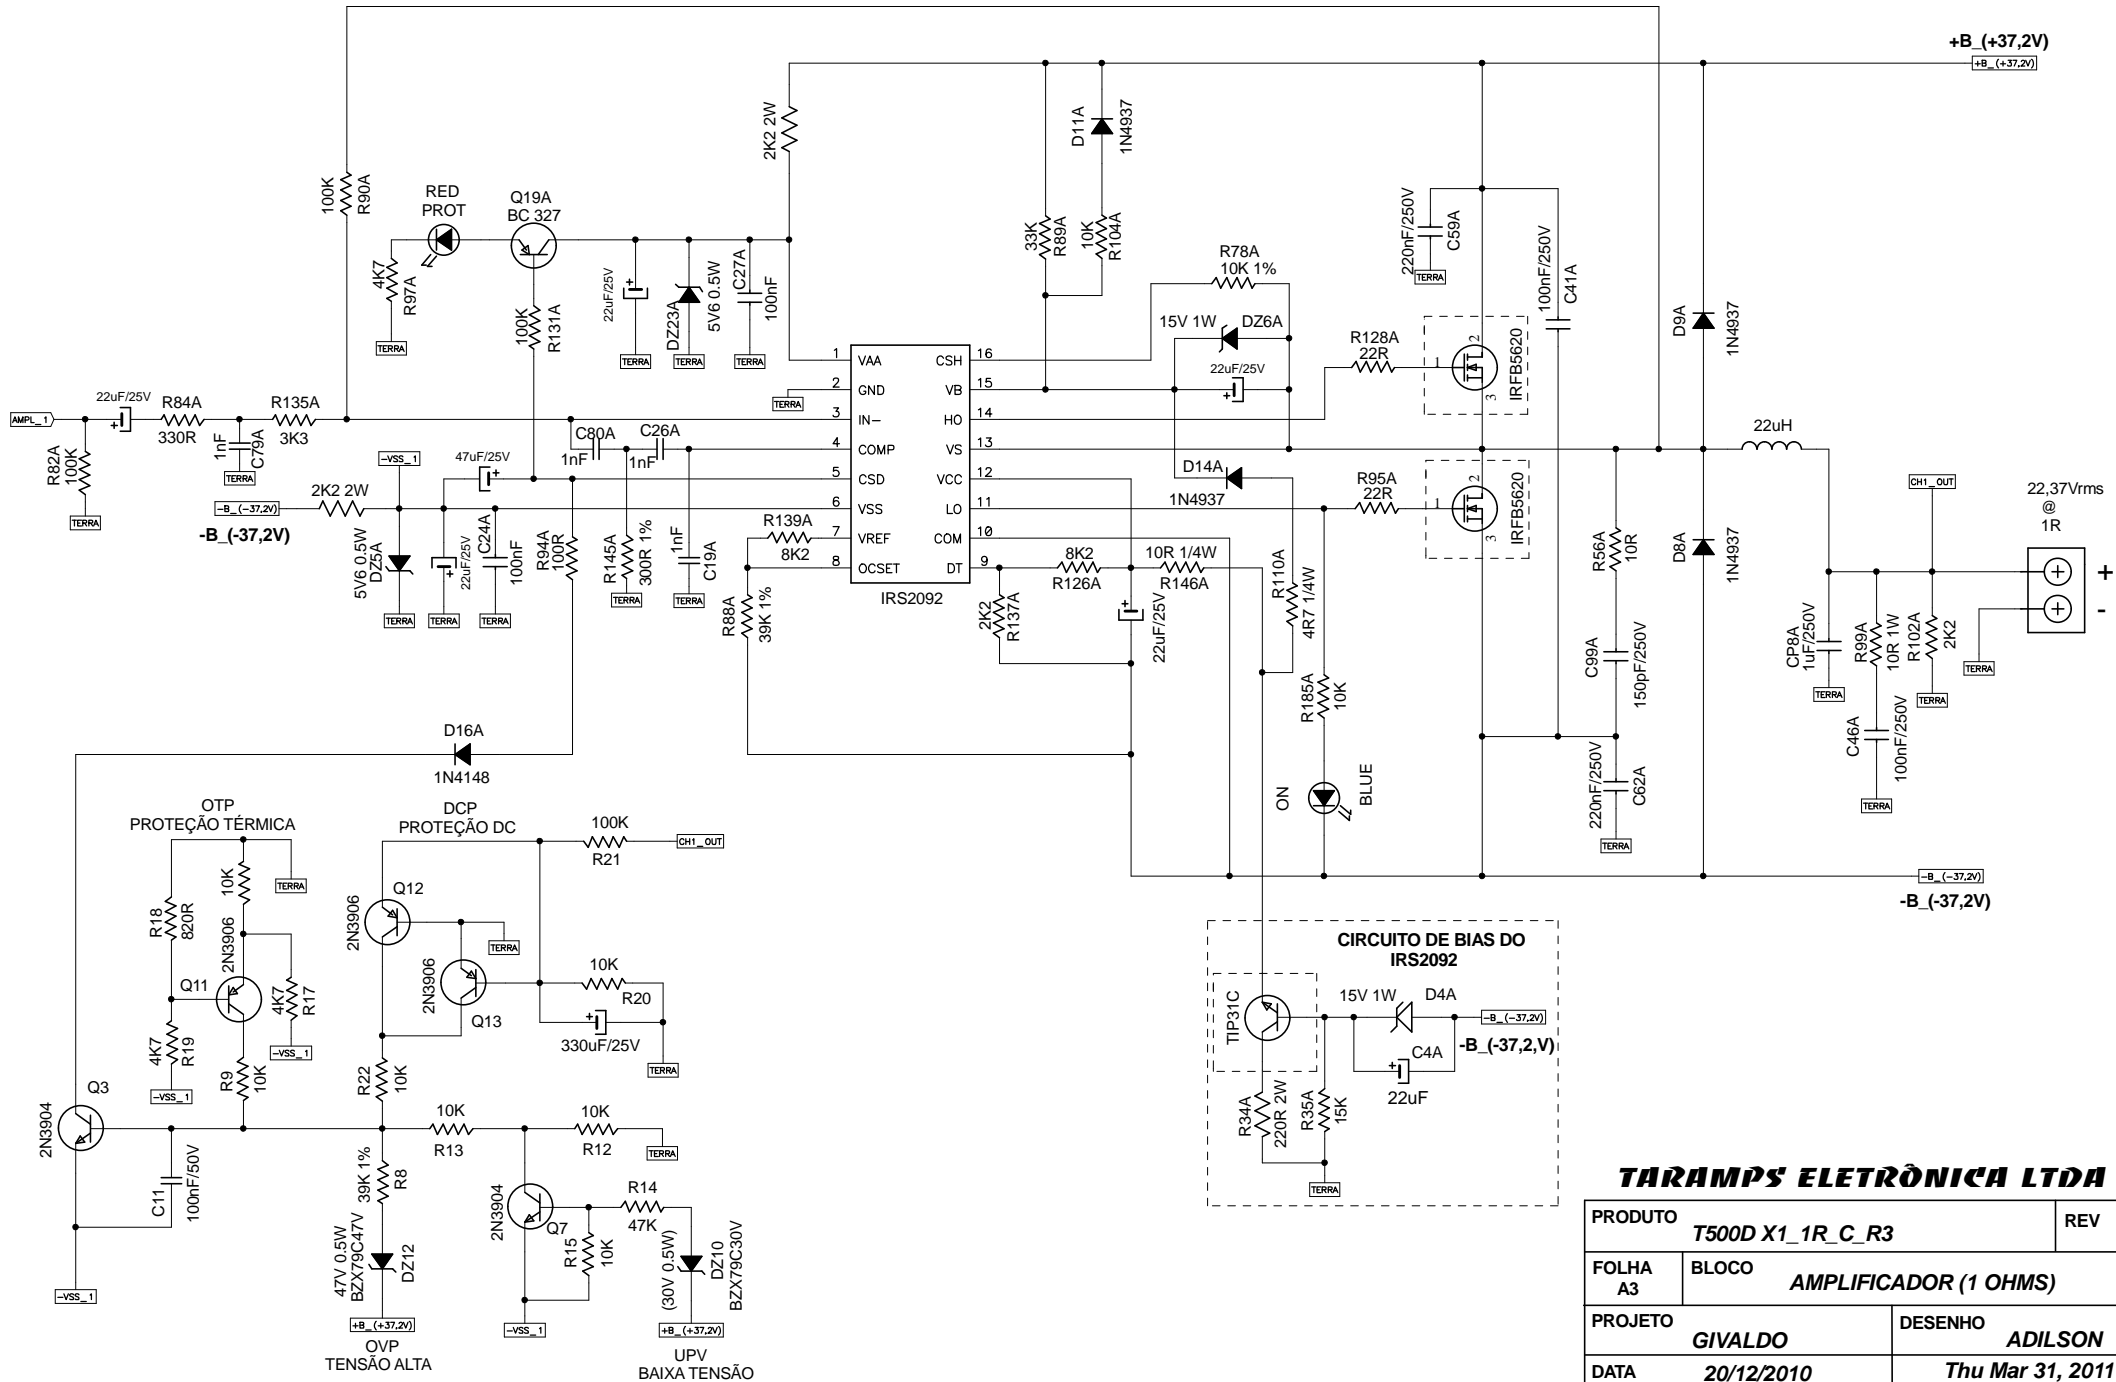 +B_(+37,2V)
+B_(+37,2V)
2K2 2W
D11A
1N4937
100K
R90A
RED
PROT
Q19A
BC 327
4K7
R97A
TERRA
22uF/25V
TERRA
DZ23A
5V6 0.5W
TERRA
C27A
100nF
TERRA
100K
R131A
33K
R89A
10K
R104A
R78A
10K 1%
15V 1W
DZ6A
22uF/25V
220nF/250V
C59A
TERRA
100nF/250V
C41A
R128A
22R
1
2
3
IRFB5620
D9A
1N4937
AMPL_1
22uF/25V
R84A
330R
R135A
3K3
R82A
100K
TERRA
1nF
C79A
TERRA
TERRA
1
VAA
2
GND
3
IN-
4
COMP
5
CSD
6
VSS
7
VREF
8
OCSET
CSH
16
VB
15
HO
14
VS
13
VCC
12
LO
11
COM
10
DT
9
IRS2092
C80A
1nF
C26A
1nF
-VSS_1
47uF/25V
-B_(-37,2V)
2K2 2W
-B_(-37,2V)
5V6 0.5W
DZ5A
TERRA
22uF/25V
TERRA
C24A
100nF
TERRA
R94A
100R
R145A
300R 1%
TERRA
1nF
C19A
TERRA
R139A
8K2
R88A
39K 1%
D14A
1N4937
R95A
22R
1
2
3
IRFB5620
8K2
R126A
10R 1/4W
R146A
2K2
R137A
22uF/25V
R110A
4R7 1/4W
R185A
10K
ON
BLUE
22uH
R56A
10R
D8A
1N4937
C99A
150pF/250V
220nF/250V
C62A
TERRA
CH1_OUT
22,37Vrms
@
1R
+
-
TERRA
CP8A
1uF/250V
TERRA
R99A
10R 1W
R102A
2K2
TERRA
C46A
100nF/250V
TERRA
D16A
1N4148
-B_(-37,2V)
-B_(-37,2V)
OTP
PROTEÇÃO TÉRMICA
DCP
PROTEÇÃO DC
100K
R21
CH1_OUT
R18
820R
10K
TERRA
2N3906
Q11
4K7
R17
-VSS_1
4K7
R19
-VSS_1
R9
10K
2N3906
Q12
TERRA
2N3906
Q13
10K
R20
330uF/25V
TERRA
R22
10K
Q3
2N3904
C11
100nF/50V
-VSS_1
10K
R13
10K
R12
TERRA
39K 1%
R8
47V 0.5W
BZX79C47V
DZ12
+B_(+37,2V)
OVP
TENSÃO ALTA
2N3904
Q7
R15
10K
R14
47K
-VSS_1
(30V 0.5W)
DZ10
BZX79C30V
+B_(+37,2V)
UPV
BAIXA TENSÃO
CIRCUITO DE BIAS DO
IRS2092
TIP31C
15V 1W
D4A
-B_(-37,2V)
-B_(-37,2,V)
C4A
22uF
R34A
220R 2W
R35A
15K
TERRA
TARAMPS ELETRÔNICA LTDA
PRODUTO
T500D X1_1R_C_R3
REV
FOLHA
A3
BLOCO
AMPLIFICADOR (1 OHMS)
PROJETO
GIVALDO
DESENHO
ADILSON
DATA
20/12/2010
Thu Mar 31, 2011